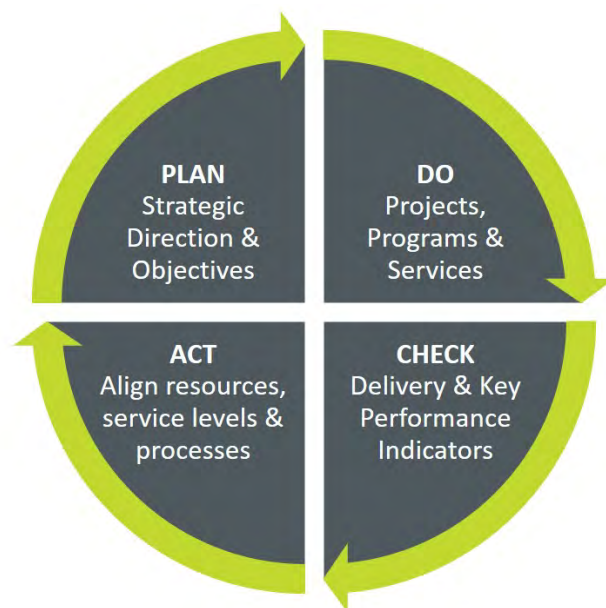 PLAN
Strategic
Direction &
Objectives
DO
Projects,
Programs &
Services
ACT
Align resources,
service levels &
processes
CHECK
Delivery & Key
Performance
Indicators